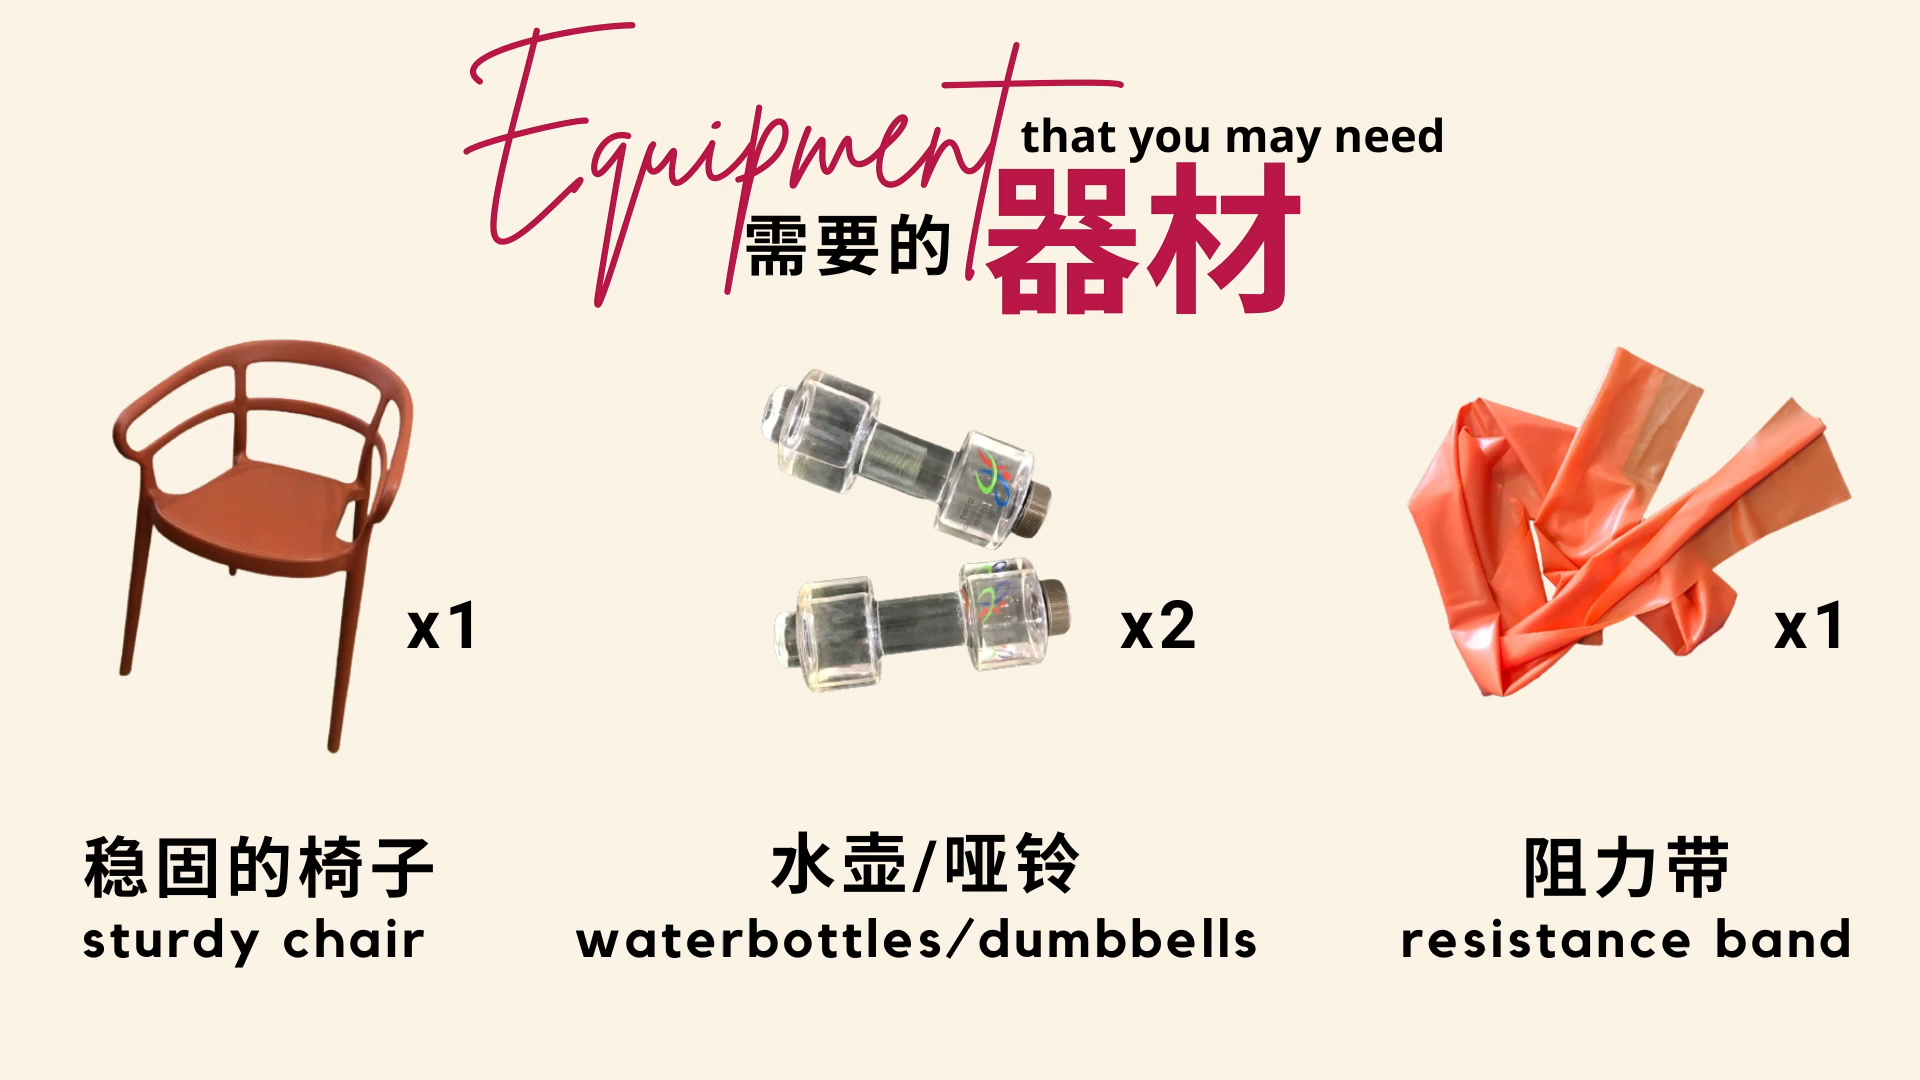 Equipment that you may need
需要的器材
x1
x2
x1
稳固的椅子
sturdy chair
水壶/哑铃
waterbottles/dumbbells
阻力带
resistance band